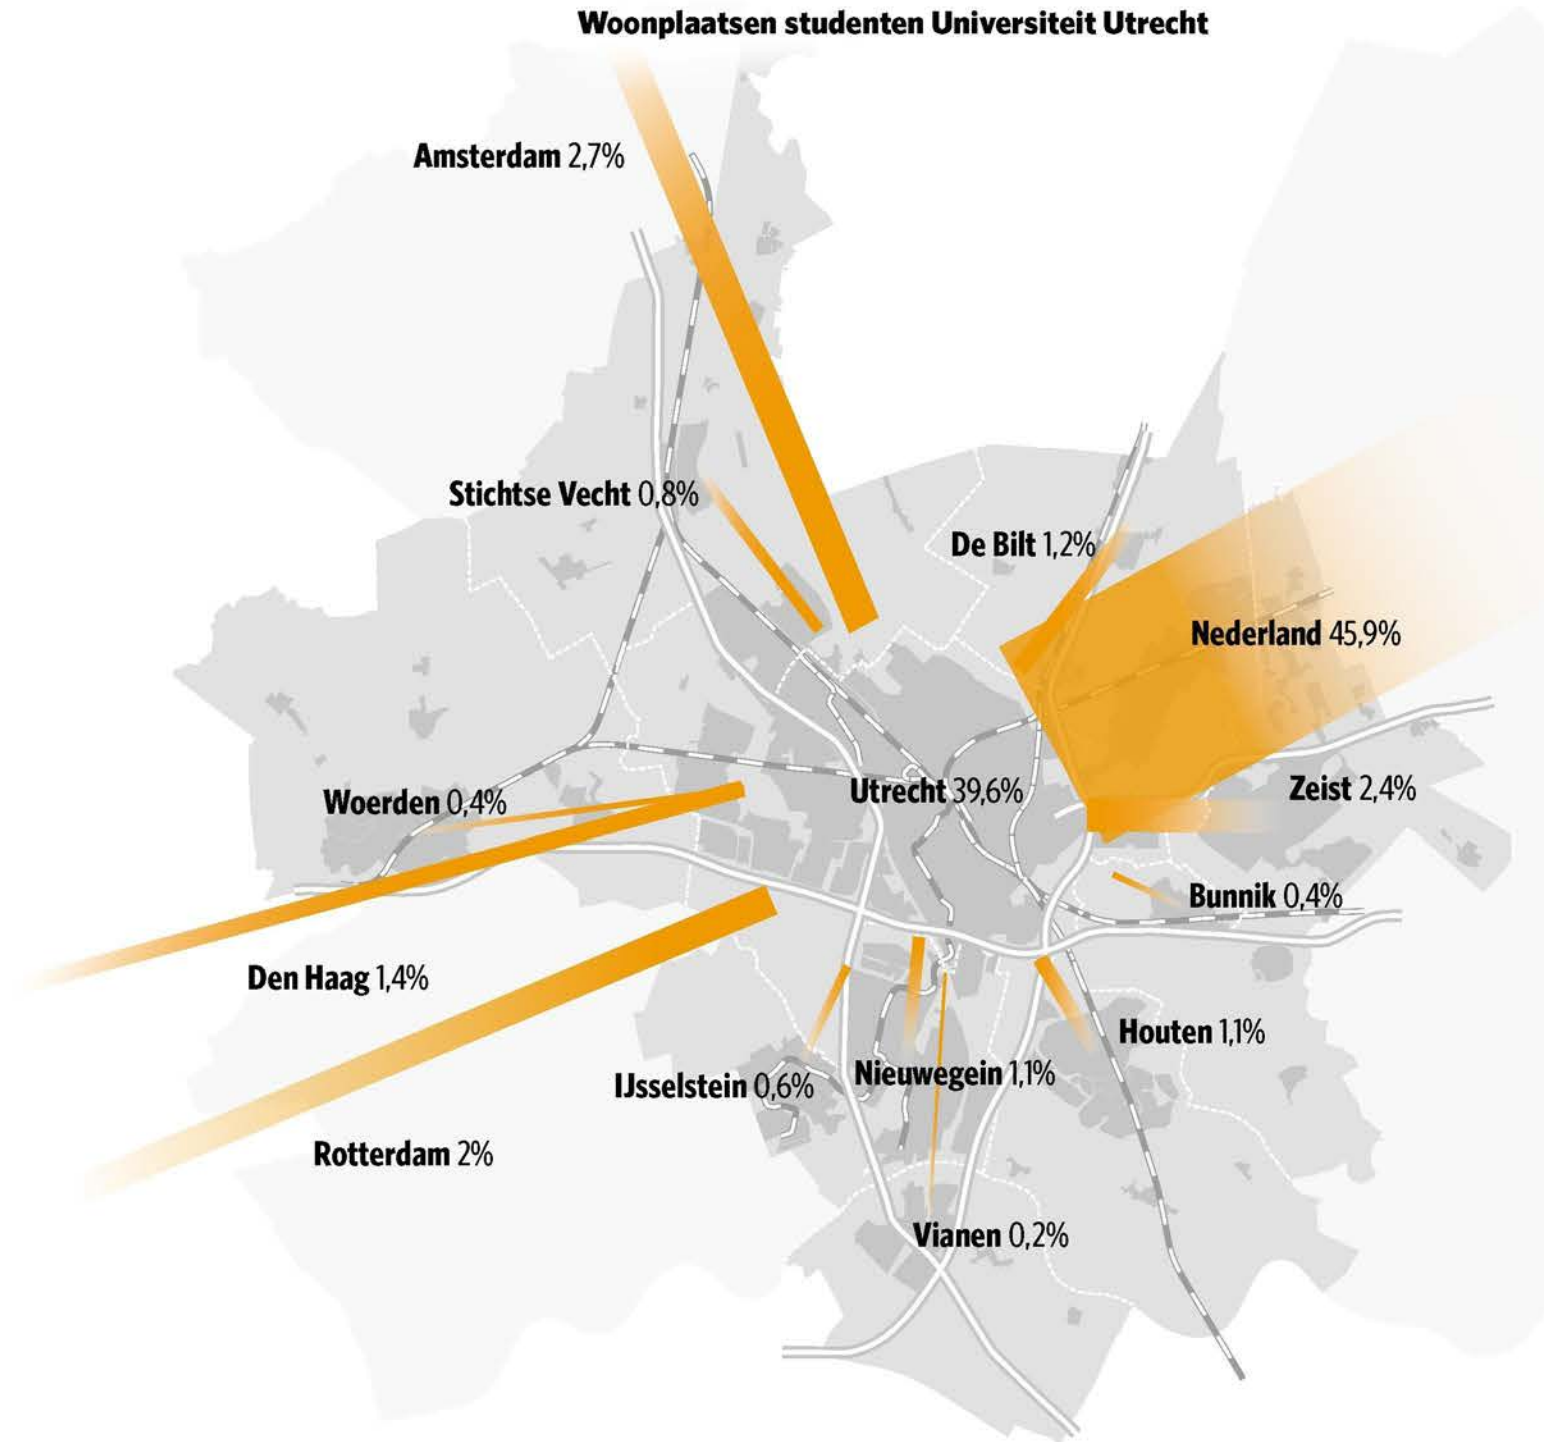 Woonplaatsen studenten Universiteit Utrecht
Amsterdam 2,7%
Stichtse Vecht 0,8%
De Bilt 1,2%
Nederland 45,9%
Woerden 0,4%
Utrecht 39,6%
Zeist 2,4%
Bunnik 0,4%
Den Haag 1,4%
Houten 1,1%
Nieuwegein 1,1%
IJsselstein 0,6%
Rotterdam 2%
Vianen 0,2%